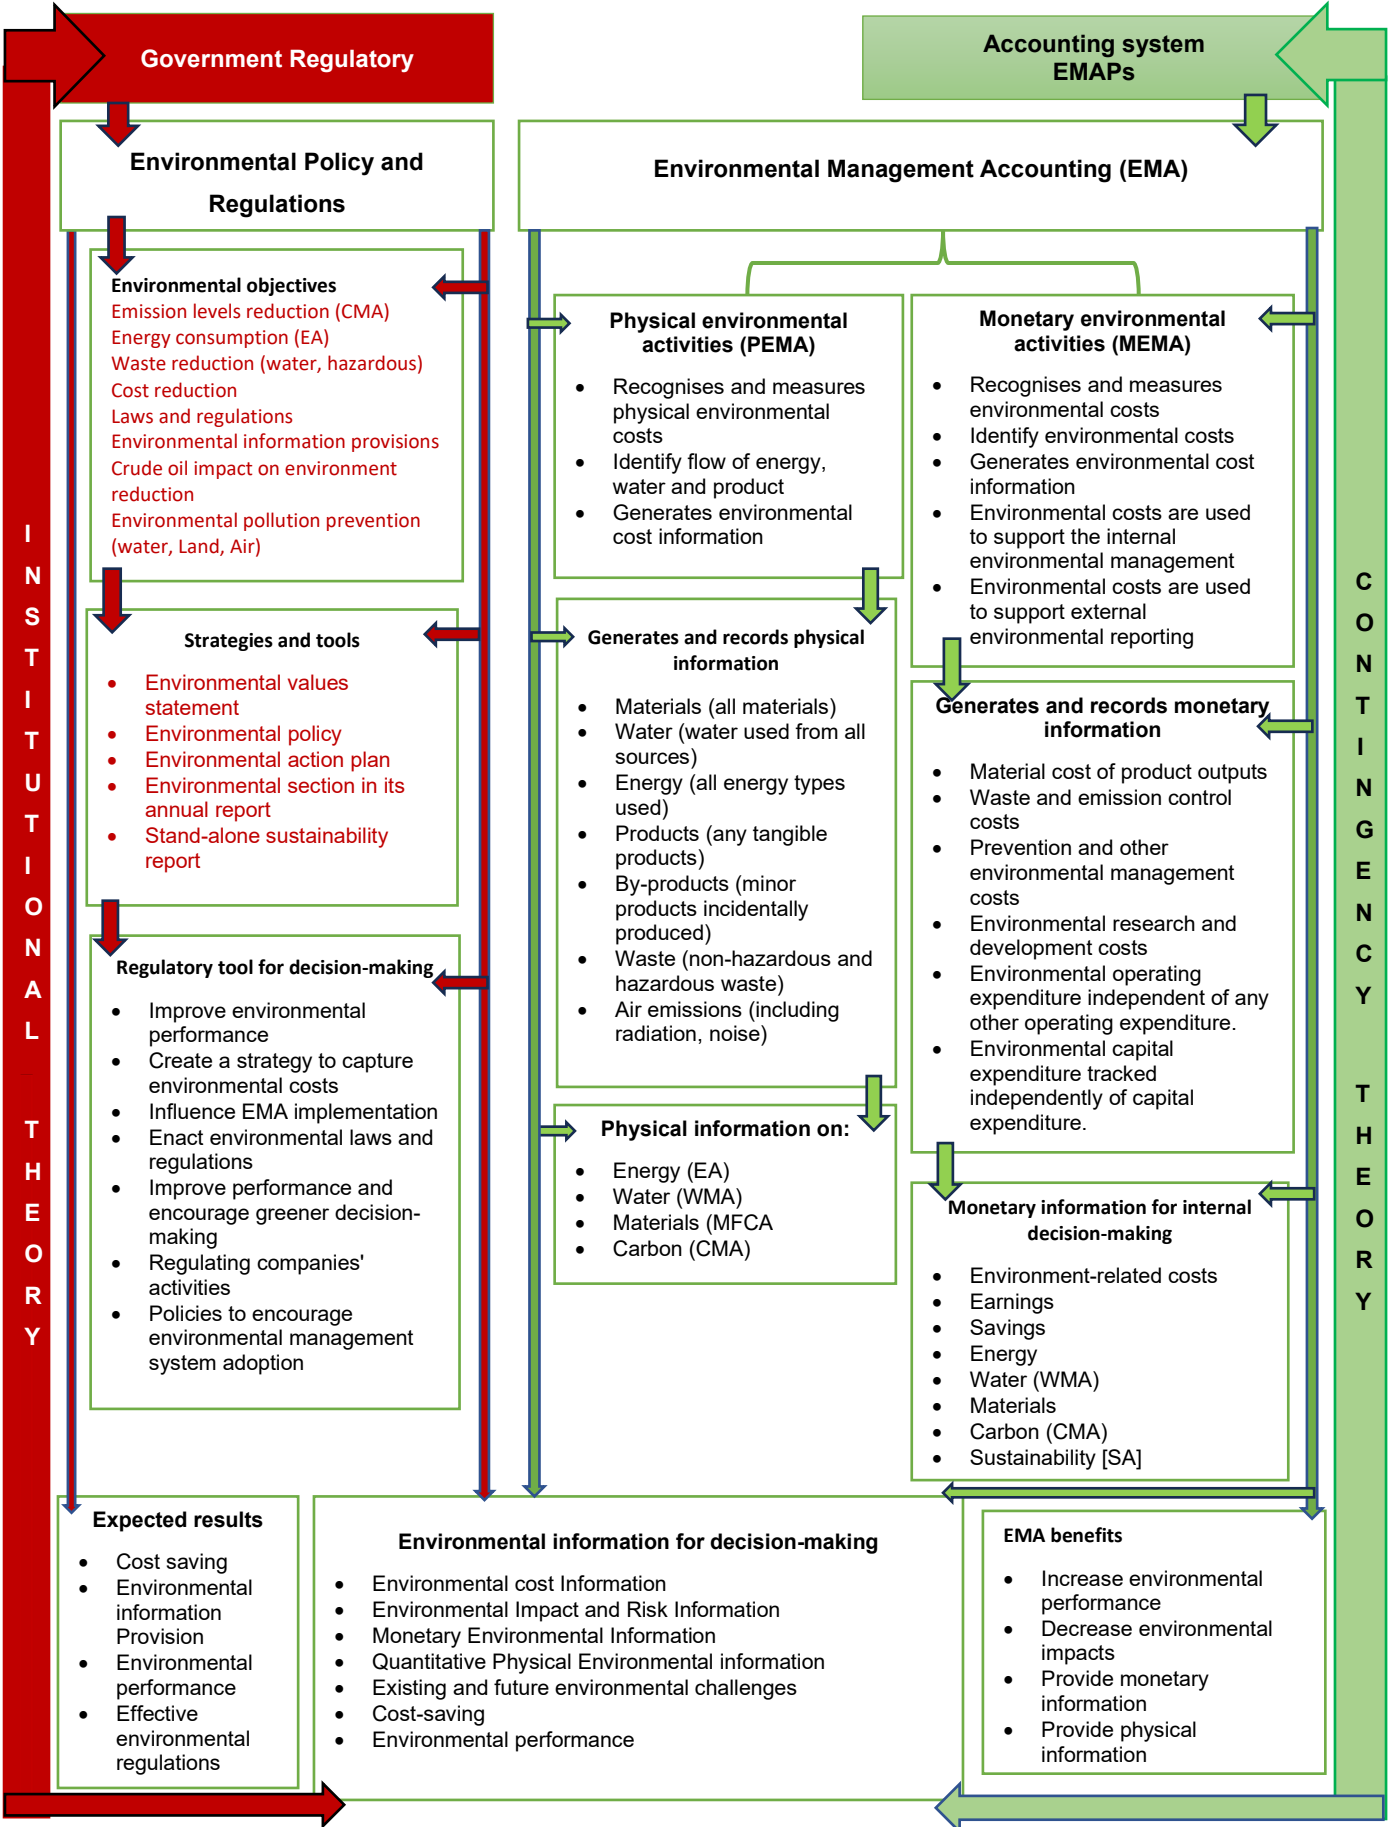 Government Regulatory
Accounting system
EMAPs
Environmental Policy and
Regulations
Environmental Management Accounting (EMA)
Environmental objectives
Emission levels reduction (CMA)
Energy consumption (EA)
Waste reduction (water, hazardous)
Cost reduction
Laws and regulations
Environmental information provisions
Crude oil impact on environment
reduction
Environmental pollution prevention
(water, Land, Air)
Strategies and tools
• Environmental values
statement
• Environmental policy
• Environmental action plan
• Environmental section in its
annual report
• Stand-alone sustainability
report
Regulatory tool for decision-making
• Improve environmental
performance
• Create a strategy to capture
environmental costs
• Influence EMA implementation
• Enact environmental laws and
regulations
• Improve performance and
encourage greener decision-
making
• Regulating companies'
activities
• Policies to encourage
environmental management
system adoption
Physical environmental
activities (PEMA)
• Recognises and measures
physical environmental
costs
• Identify flow of energy,
water and product
• Generates environmental
cost information
Generates and records physical
information
• Materials (all materials)
• Water (water used from all
sources)
• Energy (all energy types
used)
• Products (any tangible
products)
• By-products (minor
products incidentally
produced)
• Waste (non-hazardous and
hazardous waste)
• Air emissions (including
radiation, noise)
Physical information on:
• Energy (EA)
• Water (WMA)
• Materials (MFCA
• Carbon (CMA)
Monetary environmental
activities (MEMA)
• Recognises and measures
environmental costs
• Identify environmental costs
• Generates environmental cost
information
• Environmental costs are used
to support the internal
environmental management
• Environmental costs are used
to support external
environmental reporting
Generates and records monetary
information
• Material cost of product outputs
• Waste and emission control
costs
• Prevention and other
environmental management
costs
• Environmental research and
development costs
• Environmental operating
expenditure independent of any
other operating expenditure.
• Environmental capital
expenditure tracked
independently of capital
expenditure.
Monetary information for internal
decision-making
• Environment-related costs
• Earnings
• Savings
• Energy
• Water (WMA)
• Materials
• Carbon (CMA)
• Sustainability [SA]
Expected results
• Cost saving
• Environmental
information
Provision
• Environmental
performance
• Effective
environmental
regulations
Environmental information for decision-making
• Environmental cost Information
• Environmental Impact and Risk Information
• Monetary Environmental Information
• Quantitative Physical Environmental information
• Existing and future environmental challenges
• Cost-saving
• Environmental performance
EMA benefits
• Increase environmental
performance
• Decrease environmental
impacts
• Provide monetary
information
• Provide physical
information
INSTITUTIONAL THEORY
CONTINGENCY THEORY